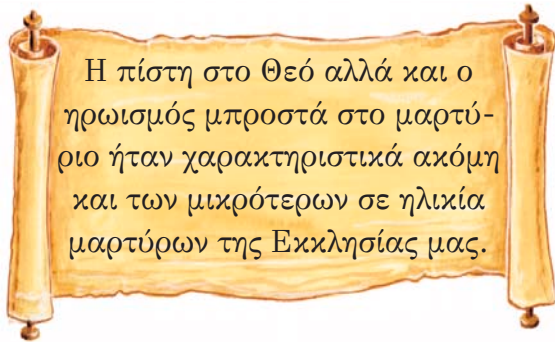 Η πίστη στο Θεό αλλά και ο
ηρωισμός μπροστά στο μαρτύ-
ριο ήταν χαρακτηριστικά ακόμη
και των μικρότερων σε ηλικία
μαρτύρων της Εκκλησίας μας.